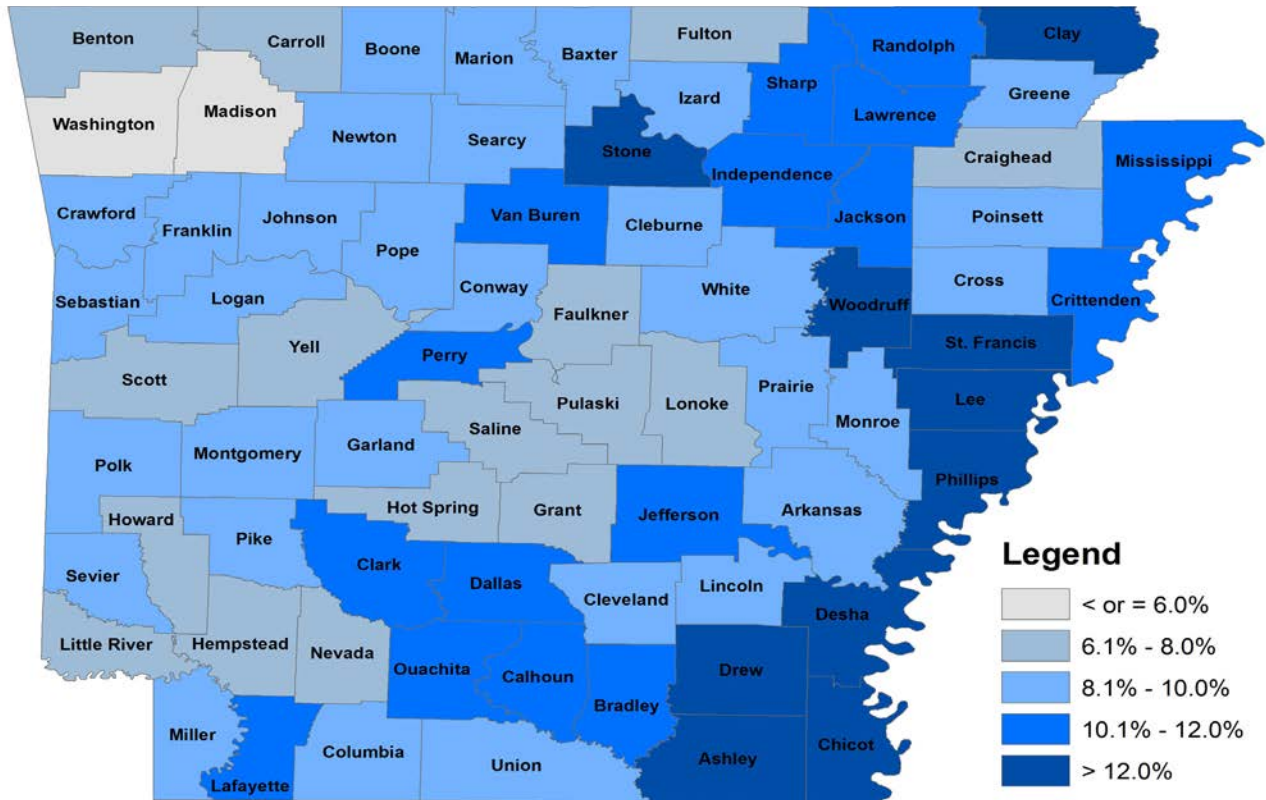 Benton
Carroll
Boone
Marion
Baxter
Fulton
Randolph
Clay
Washington
Madison
Newton
Searcy
Stone
Izard
Sharp
Lawrence
Greene
Craighead
Mississippi
Crawford
Franklin
Johnson
Pope
Van Buren
Cleburne
Independence
Jackson
Poinsett
Sebastian
Logan
Conway
Faulkner
White
Woodruff
Cross
Crittenden
Scott
Yell
Perry
Saline
Pulaski
Lonoke
Prairie
Monroe
St. Francis
Lee
Polk
Montgomery
Garland
Hot Spring
Grant
Jefferson
Arkansas
Phillips
Howard
Pike
Clark
Dallas
Cleveland
Lincoln
Desha
Sevier
Little River
Hempstead
Nevada
Ouachita
Calhoun
Bradley
Drew
Miller
Lafayette
Columbia
Union
Ashley
Chicot
Legend
< or = 6.0%
6.1% - 8.0%
8.1% - 10.0%
10.1% - 12.0%
> 12.0%